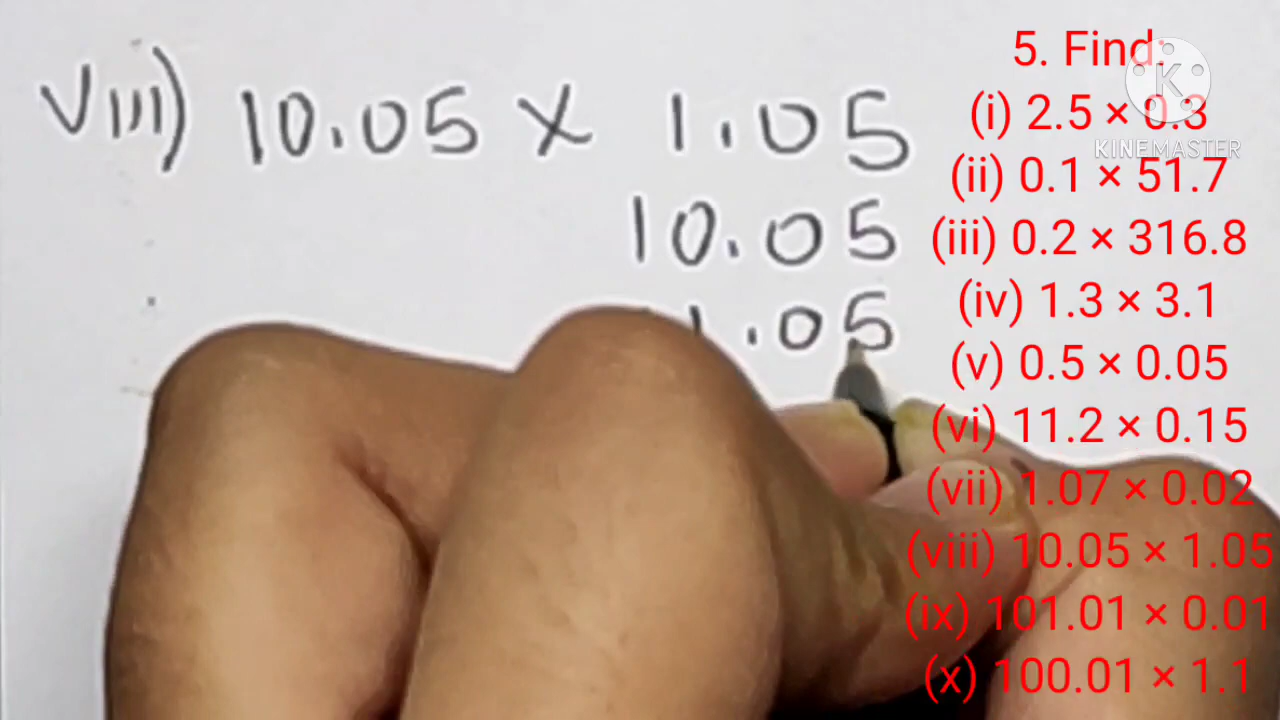 viii) 10.05 × 1.05
10.05
1.05
5. Find:
(i) 2.5 × 0.3
(ii) 0.1 × 51.7
(iii) 0.2 × 316.8
(iv) 1.3 × 3.1
(v) 0.5 × 0.05
(vi) 11.2 × 0.15
(vii) 1.07 × 0.02
(viii) 10.05 × 1.05
(ix) 101.01 × 0.01
(x) 100.01 × 1.1
K
KINEMASTER